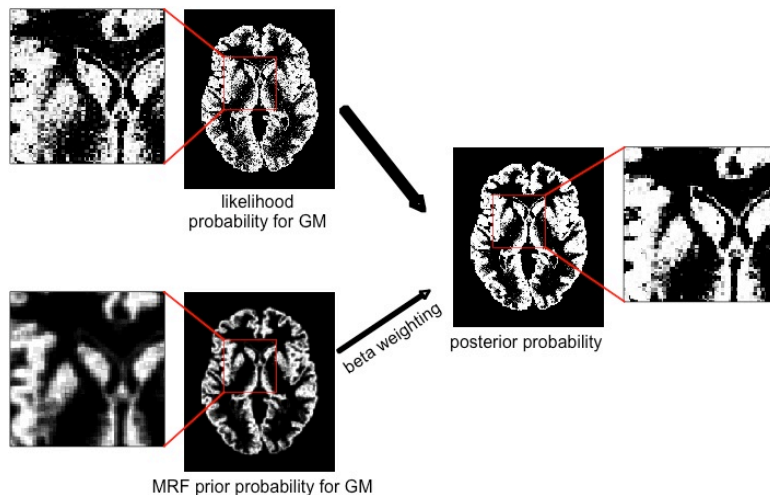 likelihood
probability for GM
beta weighting
posterior probability
MRF prior probability for GM